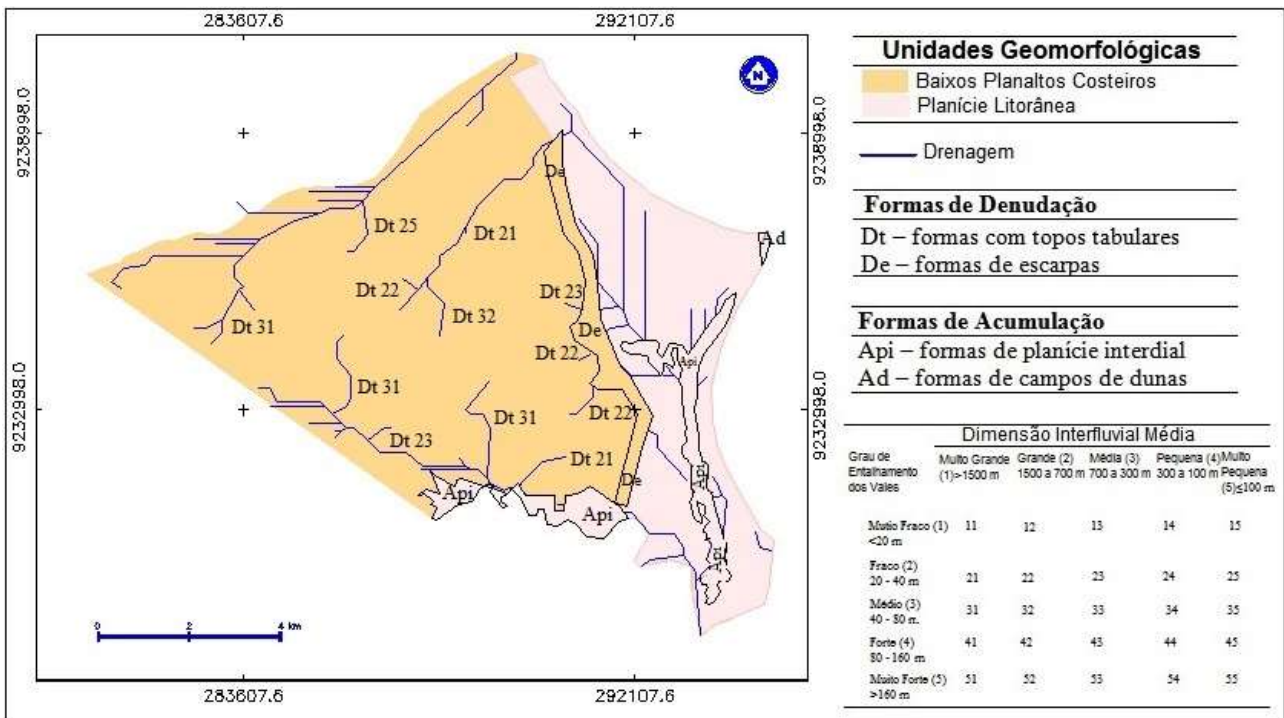 283607.6 292107.6
9238998.0 9238998.0
9232998.0 9232998.0
N
De
Ad
Dt 25
Dt 21
Dt 22
Dt 23
Dt 31
Dt 32
De
Api
Dt 22
Dt 31
Dt 31
Dt 22
Dt 23
Dt 21
Api
Api
De
Api
Api
0 2 4 km
283607.6 292107.6
Unidades Geomorfológicas
Baixos Planaltos Costeiros
Planície Litorânea
Drenagem
Formas de Denudação
Dt – formas com topos tabulares
De – formas de escarpas
Formas de Acumulação
Api – formas de planície interdial
Ad – formas de campos de dunas
Dimensão Interfluvial Média
Grau de Entalhamento dos Vales
Muito Grande (1)>1500 m
Grande (2) 1500 a 700 m
Média (3) 700 a 300 m
Pequena (4) 300 a 100 m
Muito Pequena (5)≤100 m
Mutio Fraco (1) <20 m 11 12 13 14 15
Fraco (2) 20 - 40 m 21 22 23 24 25
Médio (3) 40 - 80 m. 31 32 33 34 35
Forte (4) 80 - 160 m 41 42 43 44 45
Muito Forte (5) >160 m 51 52 53 54 55